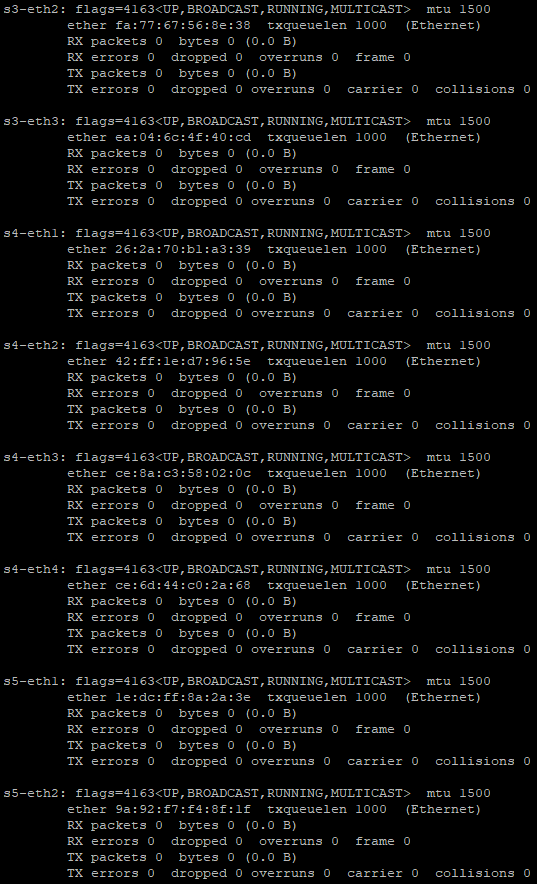 s3-eth2: flags=4163<UP,BROADCAST,RUNNING,MULTICAST>  mtu 1500
        ether fa:77:67:56:8e:38  txqueuelen 1000  (Ethernet)
        RX packets 0  bytes 0 (0.0 B)
        RX errors 0  dropped 0  overruns 0  frame 0
        TX packets 0  bytes 0 (0.0 B)
        TX errors 0  dropped 0 overruns 0  carrier 0  collisions 0

s3-eth3: flags=4163<UP,BROADCAST,RUNNING,MULTICAST>  mtu 1500
        ether ea:04:6c:4f:40:cd  txqueuelen 1000  (Ethernet)
        RX packets 0  bytes 0 (0.0 B)
        RX errors 0  dropped 0  overruns 0  frame 0
        TX packets 0  bytes 0 (0.0 B)
        TX errors 0  dropped 0 overruns 0  carrier 0  collisions 0

s4-eth1: flags=4163<UP,BROADCAST,RUNNING,MULTICAST>  mtu 1500
        ether 26:2a:70:b1:a3:39  txqueuelen 1000  (Ethernet)
        RX packets 0  bytes 0 (0.0 B)
        RX errors 0  dropped 0  overruns 0  frame 0
        TX packets 0  bytes 0 (0.0 B)
        TX errors 0  dropped 0 overruns 0  carrier 0  collisions 0

s4-eth2: flags=4163<UP,BROADCAST,RUNNING,MULTICAST>  mtu 1500
        ether 42:ff:1e:d7:96:5e  txqueuelen 1000  (Ethernet)
        RX packets 0  bytes 0 (0.0 B)
        RX errors 0  dropped 0  overruns 0  frame 0
        TX packets 0  bytes 0 (0.0 B)
        TX errors 0  dropped 0 overruns 0  carrier 0  collisions 0

s4-eth3: flags=4163<UP,BROADCAST,RUNNING,MULTICAST>  mtu 1500
        ether ce:8a:c3:58:02:0c  txqueuelen 1000  (Ethernet)
        RX packets 0  bytes 0 (0.0 B)
        RX errors 0  dropped 0  overruns 0  frame 0
        TX packets 0  bytes 0 (0.0 B)
        TX errors 0  dropped 0 overruns 0  carrier 0  collisions 0

s4-eth4: flags=4163<UP,BROADCAST,RUNNING,MULTICAST>  mtu 1500
        ether ce:6d:44:c0:2a:68  txqueuelen 1000  (Ethernet)
        RX packets 0  bytes 0 (0.0 B)
        RX errors 0  dropped 0  overruns 0  frame 0
        TX packets 0  bytes 0 (0.0 B)
        TX errors 0  dropped 0 overruns 0  carrier 0  collisions 0

s5-eth1: flags=4163<UP,BROADCAST,RUNNING,MULTICAST>  mtu 1500
        ether 1e:dc:ff:8a:2a:3e  txqueuelen 1000  (Ethernet)
        RX packets 0  bytes 0 (0.0 B)
        RX errors 0  dropped 0  overruns 0  frame 0
        TX packets 0  bytes 0 (0.0 B)
        TX errors 0  dropped 0 overruns 0  carrier 0  collisions 0

s5-eth2: flags=4163<UP,BROADCAST,RUNNING,MULTICAST>  mtu 1500
        ether 9a:92:f7:f4:8f:1f  txqueuelen 1000  (Ethernet)
        RX packets 0  bytes 0 (0.0 B)
        RX errors 0  dropped 0  overruns 0  frame 0
        TX packets 0  bytes 0 (0.0 B)
        TX errors 0  dropped 0 overruns 0  carrier 0  collisions 0